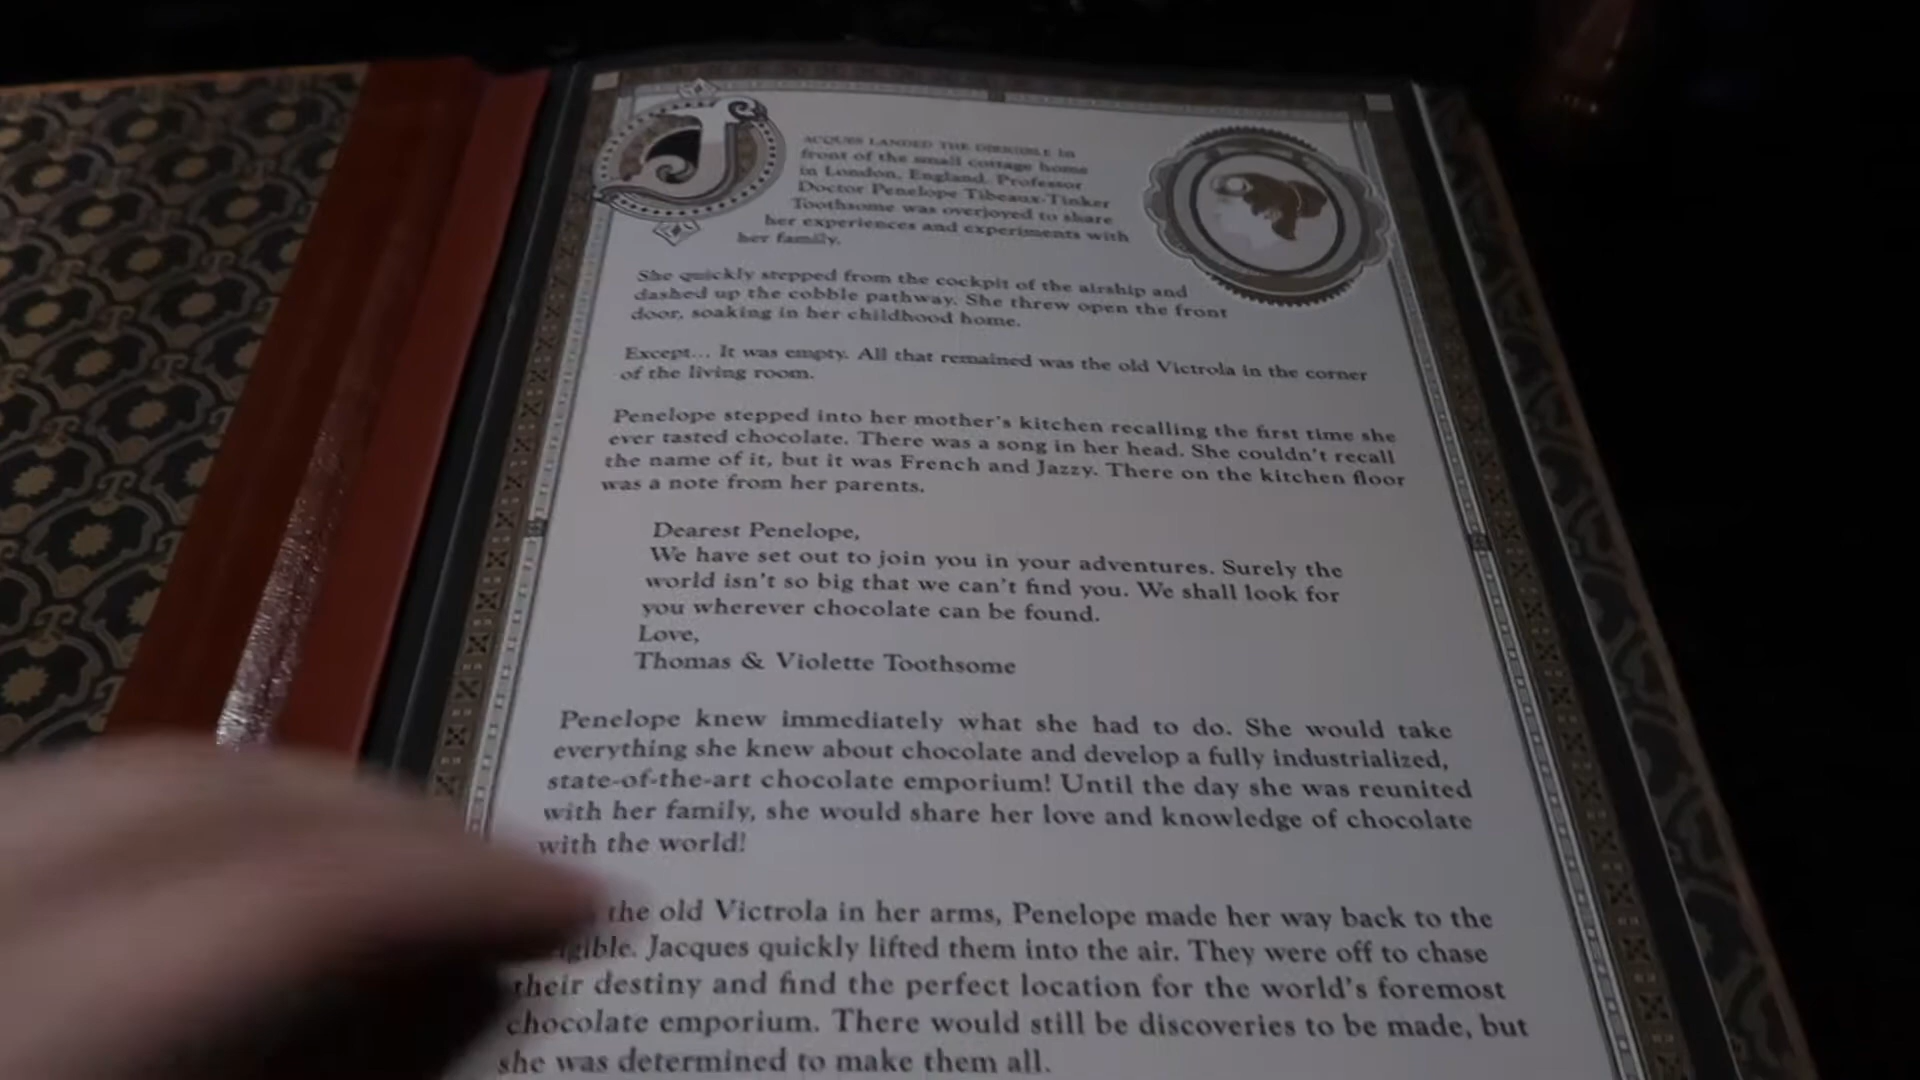 JACQUES LANDED THE DIRIGIBLE in
front of the small cottage home
in London, England. Professor
Doctor Penelope Tibeaux-Tinker
Toothsome was overjoyed to share
her experiences and experiments with
her family.
She quickly stepped from the cockpit of the airship and
dashed up the cobble pathway. She threw open the front
door, soaking in her childhood home.
Except... It was empty. All that remained was the old Victrola in the corner
of the living room.
Penelope stepped into her mother's kitchen recalling the first time she
ever tasted chocolate. There was a song in her head. She couldn't recall
the name of it, but it was French and Jazzy. There on the kitchen floor
was a note from her parents.
Dearest Penelope,
We have set out to join you in your adventures. Surely the
world isn't so big that we can't find you. We shall look for
you wherever chocolate can be found.
Love,
Thomas & Violette Toothsome
Penelope knew immediately what she had to do. She would take
everything she knew about chocolate and develop a fully industrialized,
state-of-the-art chocolate emporium! Until the day she was reunited
with her family, she would share her love and knowledge of chocolate
with the world!
the old Victrola in her arms, Penelope made her way back to the
Jacques quickly lifted them into the air. They were off to chase
their destiny and find the perfect location for the world's foremost
chocolate emporium. There would still be discoveries to be made, but
she was determined to make them all.